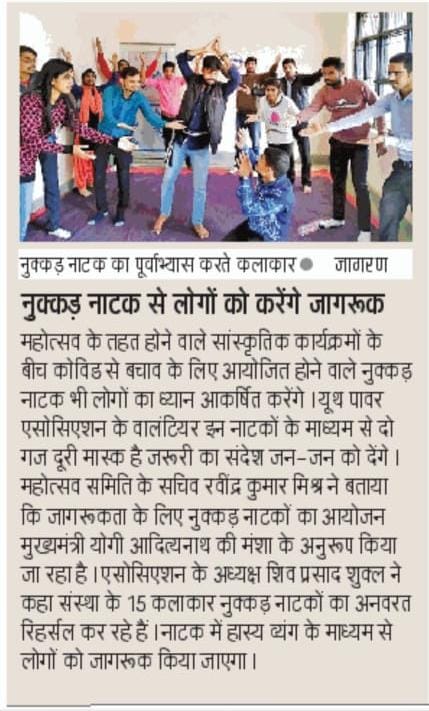 नुक्कड़ नाटक का पूर्वाभ्यास करते कलाकार ● जागरण
नुक्कड़ नाटक से लोगों को करेंगे जागरूक
महोत्सव के तहत होने वाले सांस्कृतिक कार्यक्रमों के
बीच कोविड से बचाव के लिए आयोजित होने वाले नुक्कड़
नाटक भी लोगों का ध्यान आकर्षित करेंगे । यूथ पावर
एसोसिएशन के वालंटियर इन नाटकों के माध्यम से दो
गज दूरी मास्क है जरूरी का संदेश जन-जन को देंगे ।
महोत्सव समिति के सचिव रवींद्र कुमार मिश्र ने बताया
कि जागरूकता के लिए नुक्कड़ नाटकों का आयोजन
मुख्यमंत्री योगी आदित्यनाथ की मंशा के अनुरूप किया
जा रहा है । एसोसिएशन के अध्यक्ष शिव प्रसाद शुक्ल ने
कहा संस्था के 15 कलाकार नुक्कड़ नाटकों का अनवरत
रिहर्सल कर रहे हैं । नाटक में हास्य व्यंग के माध्यम से
लोगों को जागरूक किया जाएगा ।